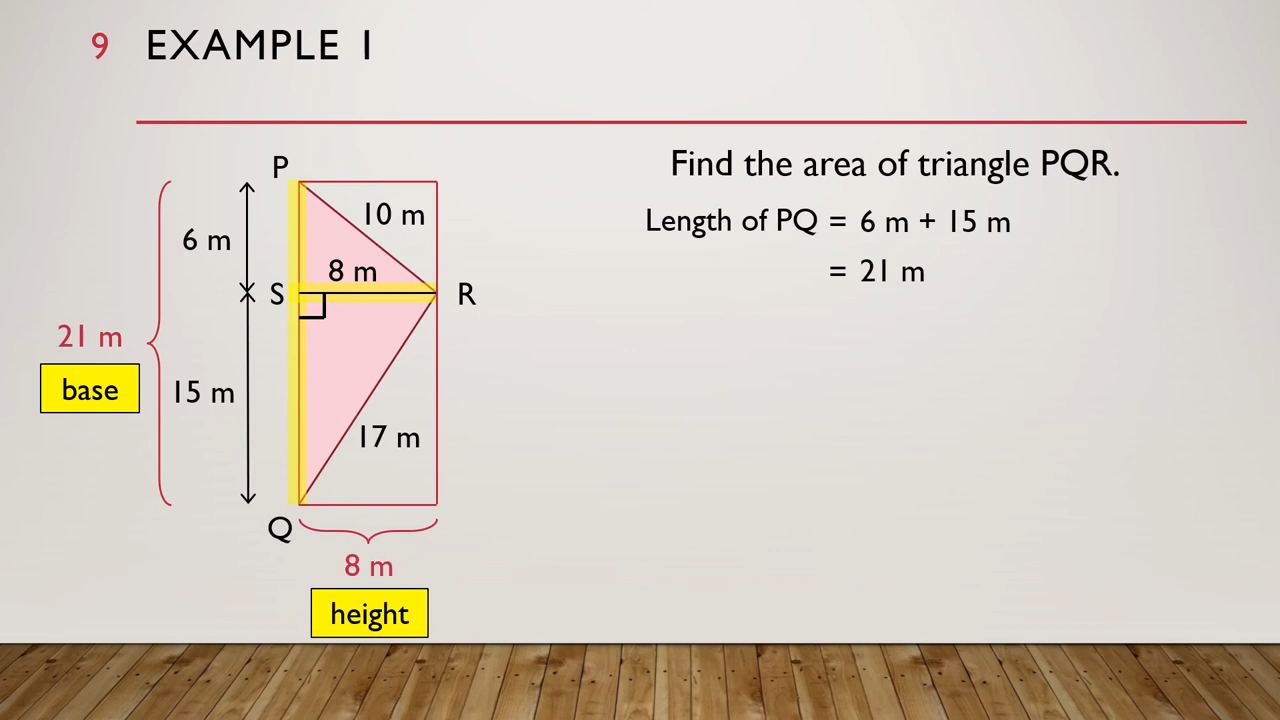 9 EXAMPLE 1
Find the area of triangle PQR.
Length of PQ = 6 m + 15 m
= 21 m
P
10 m
6 m
8 m
S
R
21 m
base
15 m
17 m
Q
8 m
height